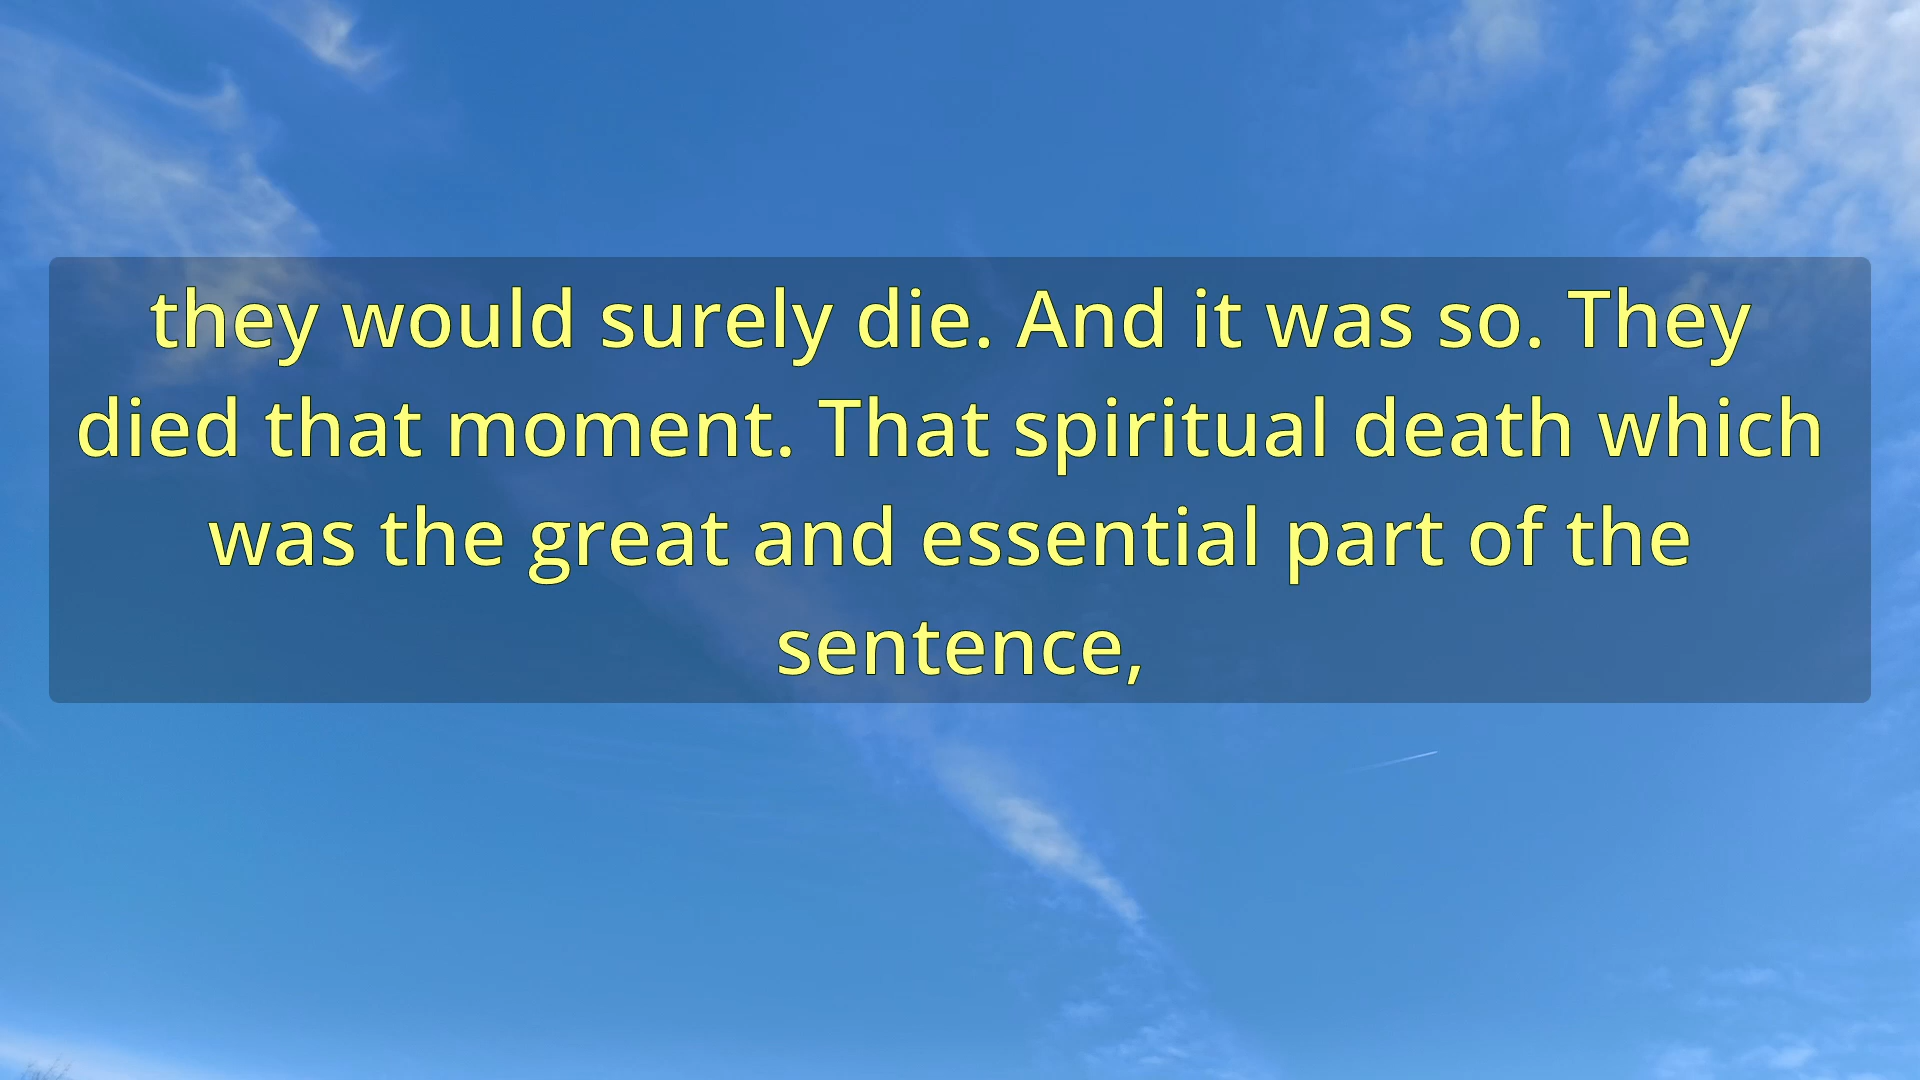 they would surely die. And it was so. They
died that moment. That spiritual death which
was the great and essential part of the
sentence,